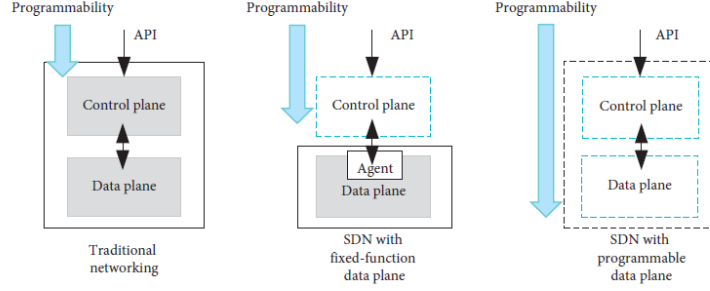 Programmability
API
Control plane
Data plane
Traditional
networking
Programmability
API
Control plane
Agent
Data plane
SDN with
fixed-function
data plane
Programmability
API
Control plane
Data plane
SDN with
programmable
data plane